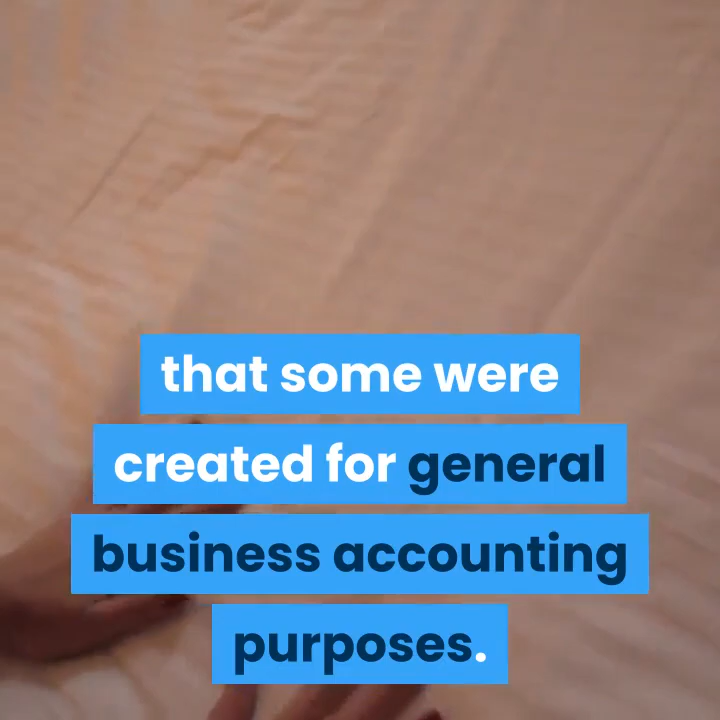 that some were
created for general
business accounting
purposes.